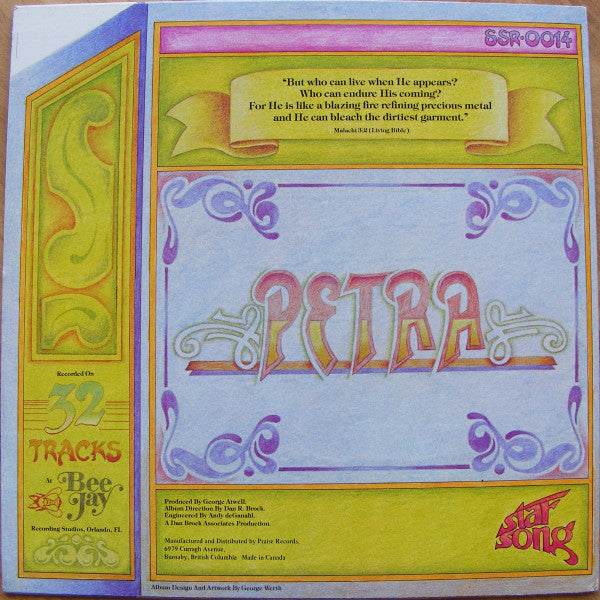 SSR-0014
"But who can live when He appears?
Who can endure His coming?
For He is like a blazing fire refining precious metal
and He can bleach the dirtiest garment."
Malachi 3:2 (Living Bible)
PETRA
Recorded On
32
TRACKS
At
Bee
Jay
Recording Studios, Orlando, FL
Produced By George Atwell.
Album Direction By Dan R. Brock.
Engineered By Andy deGanahl.
A Dan Brock Associates Production.
Manufactured and Distributed by Praise Records,
6979 Curragh Avenue,
Burnaby, British Columbia Made in Canada
star
song
Album Design And Artwork By George Werth